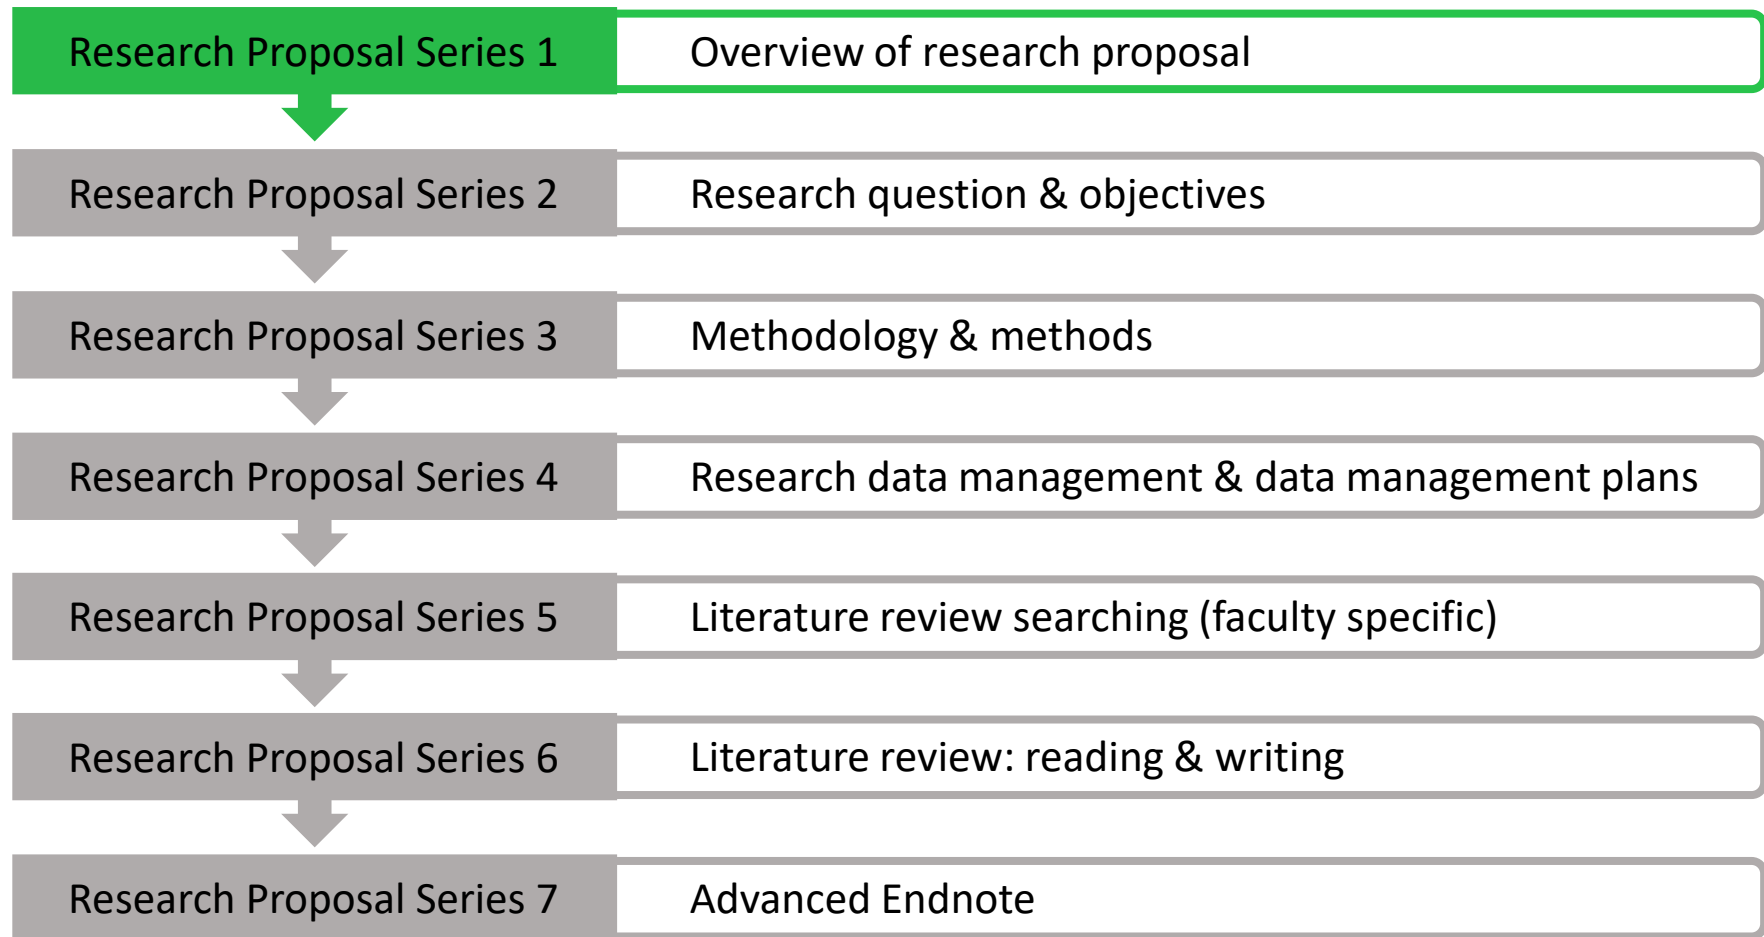 Research Proposal Series 1
Overview of research proposal
Research Proposal Series 2
Research question & objectives
Research Proposal Series 3
Methodology & methods
Research Proposal Series 4
Research data management & data management plans
Research Proposal Series 5
Literature review searching (faculty specific)
Research Proposal Series 6
Literature review: reading & writing
Research Proposal Series 7
Advanced Endnote